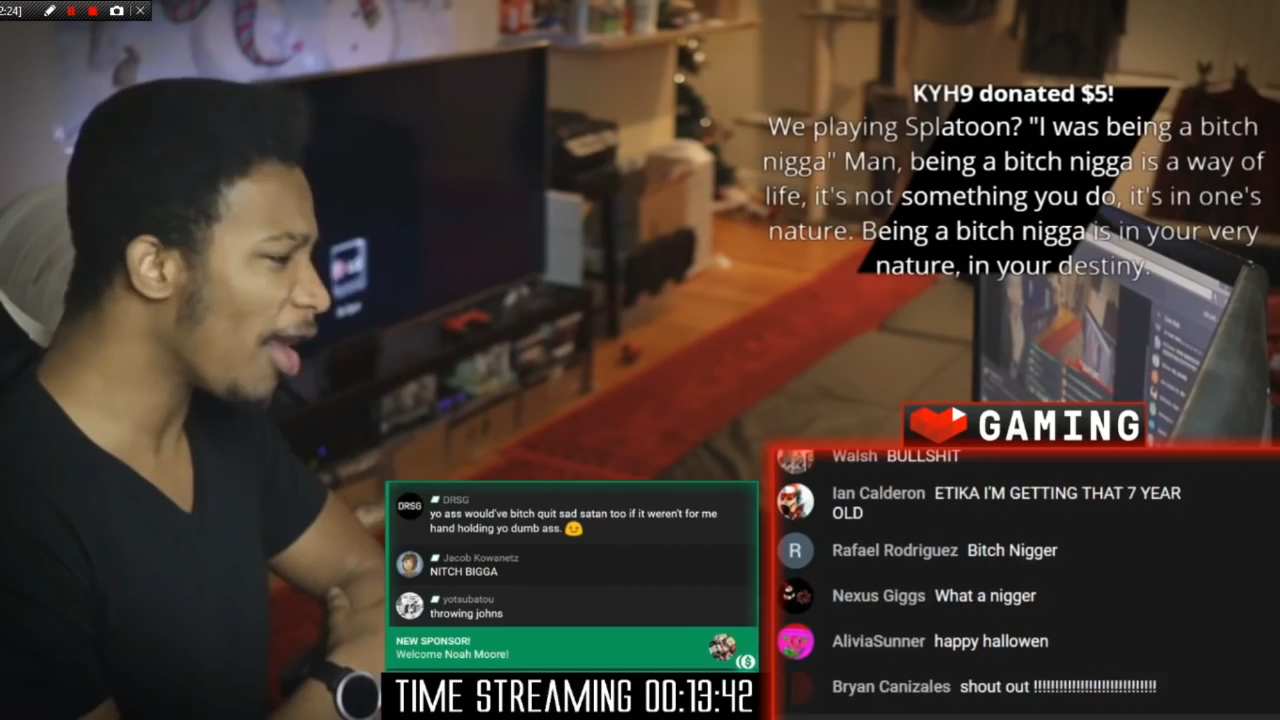 2:24]
KYH9 donated $5!
We playing Splatoon? "I was being a bitch
nigga" Man, being a bitch nigga is a way of
life, it's not something you do, it's in one's
nature. Being a bitch nigga is in your very
nature, in your destiny.
GAMING
Walsh BULLSHIT
Ian Calderon ETIKA I'M GETTING THAT 7 YEAR
OLD
R Rafael Rodriguez Bitch Nigger
Nexus Giggs What a nigger
AliviaSunner happy hallowen
Bryan Canizales shout out !!!!!!!!!!!!!!!!!!!!!!!!!!!!
DRSG
DRSG
yo ass would've bitch quit sad satan too if it weren't for me
hand holding yo dumb ass.
Jacob Kowanetz
NITCH BIGGA
yotsubatou
throwing johns
NEW SPONSOR!
Welcome Noah Moore!
TIME STREAMING 00:13:42